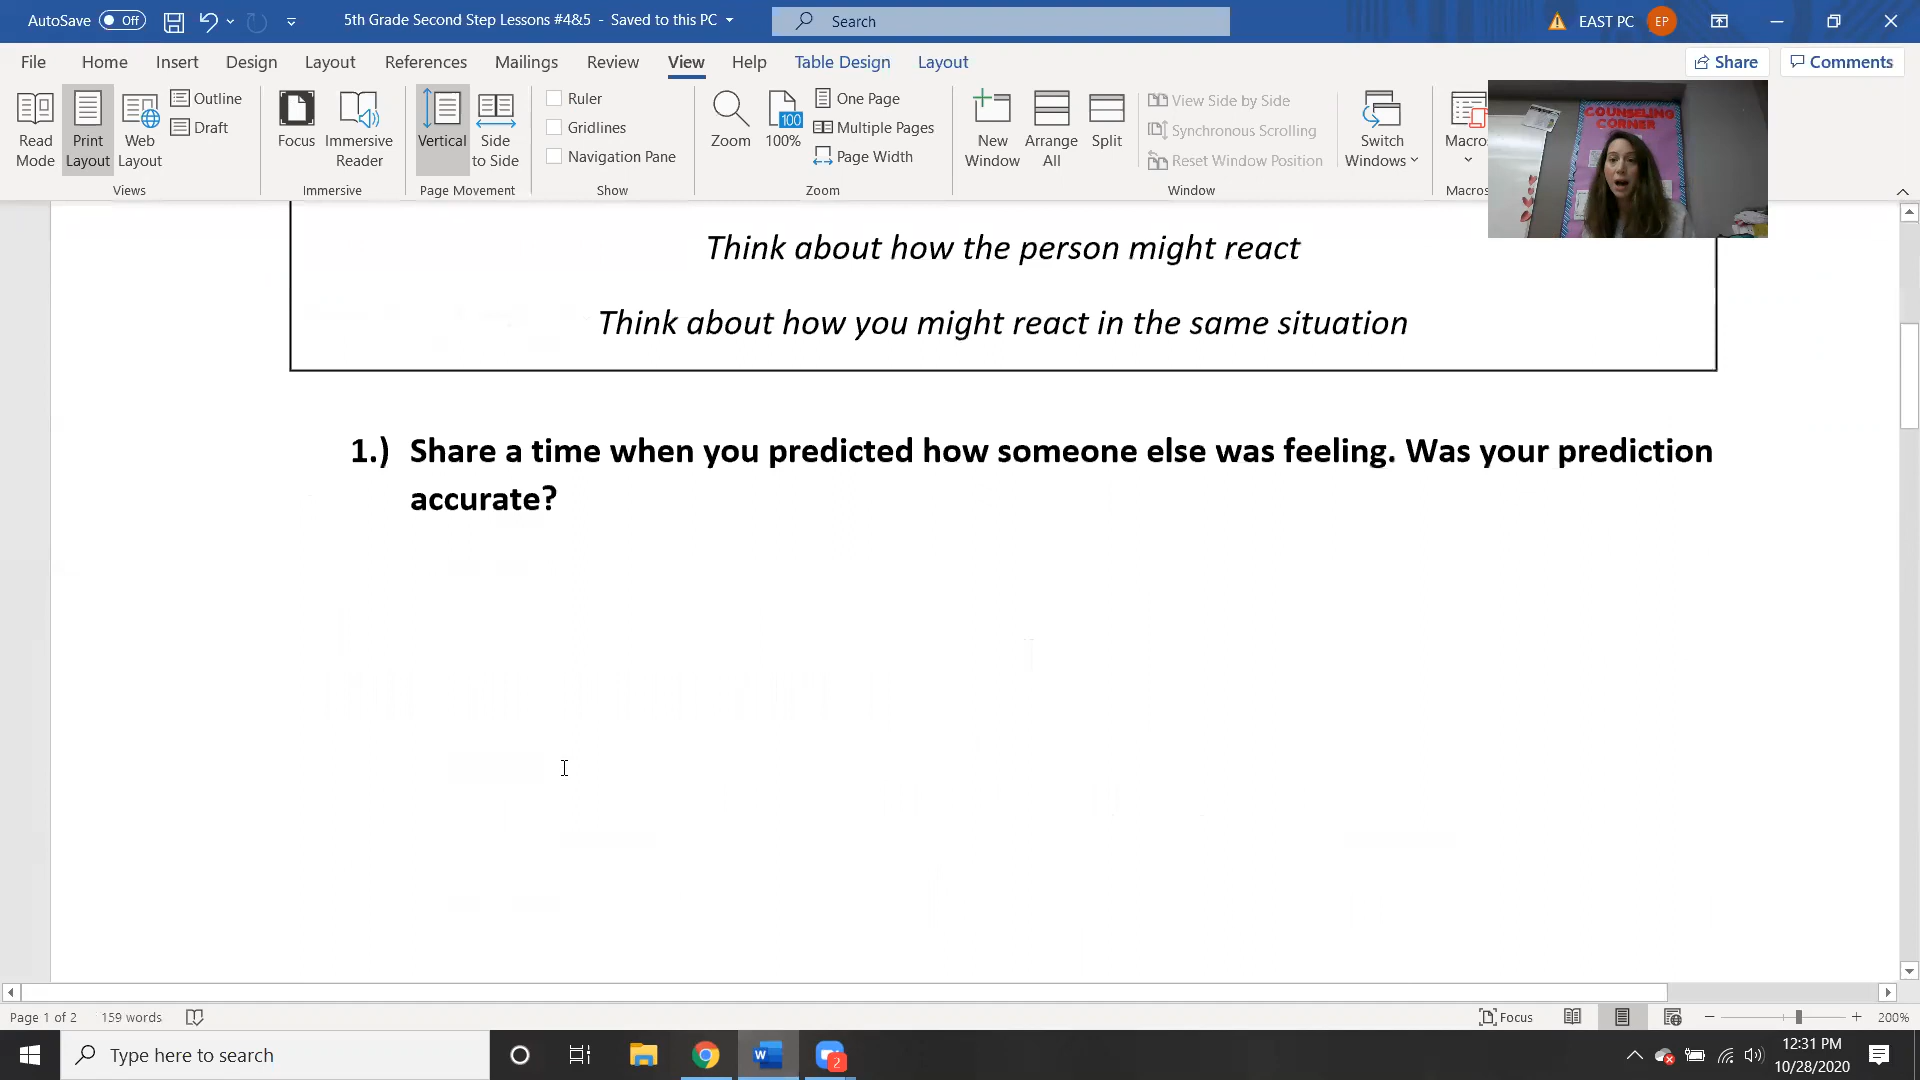 AutoSave Off 5th Grade Second Step Lessons #4&5 - Saved to this PC Search EAST PC EP
File Home Insert Design Layout References Mailings Review View Help Table Design Layout Share Comments
Read Mode
Print Layout
Web Layout
Outline
Draft
Views
Focus
Immersive Reader
Immersive
Vertical
Side to Side
Page Movement
Ruler
Gridlines
Navigation Pane
Show
Zoom
100
100%
One Page
Multiple Pages
Page Width
Zoom
New Window
Arrange All
Split
View Side by Side
Synchronous Scrolling
Reset Window Position
Window
Switch Windows
Macro
Macros
COUNSELING
CORNER
Think about how the person might react
Think about how you might react in the same situation
1.) Share a time when you predicted how someone else was feeling. Was your prediction
accurate?
Page 1 of 2 159 words Focus 200%
Type here to search
W
2
12:31 PM
10/28/2020